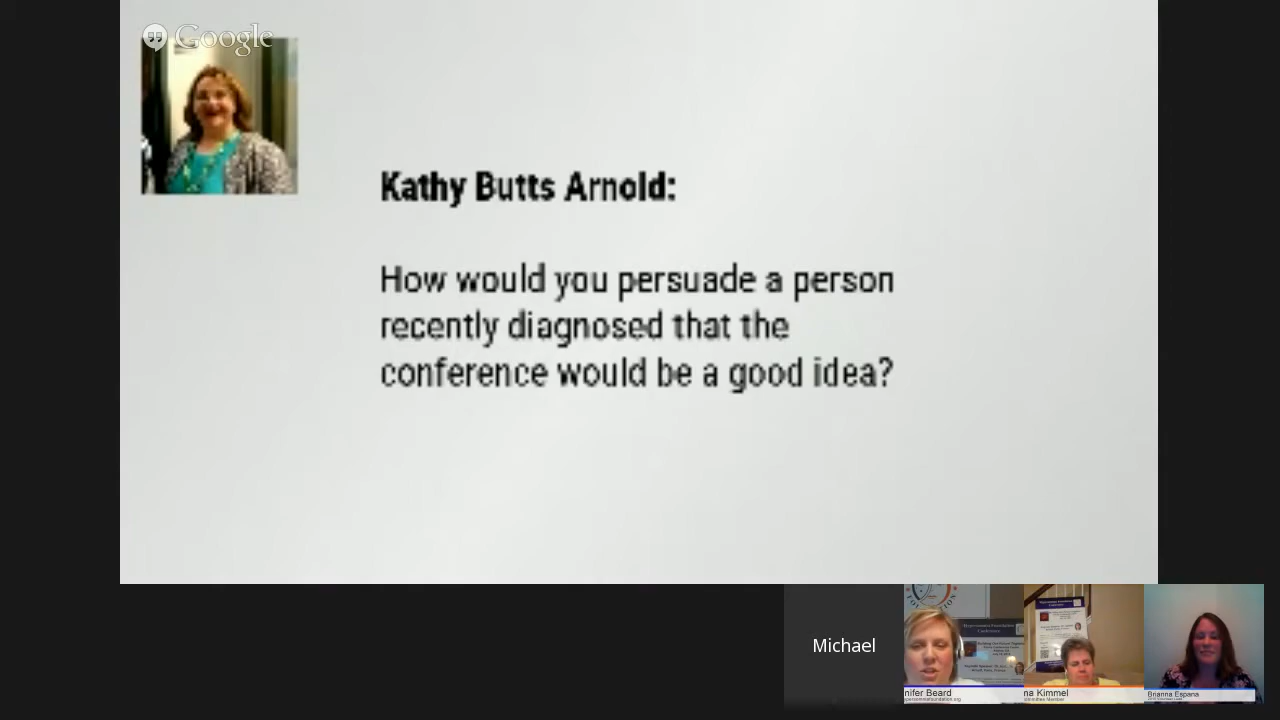 Google
Kathy Butts Arnold:
How would you persuade a person
recently diagnosed that the
conference would be a good idea?
Michael
nifer Beard
na Kimmel
Brianna Espana